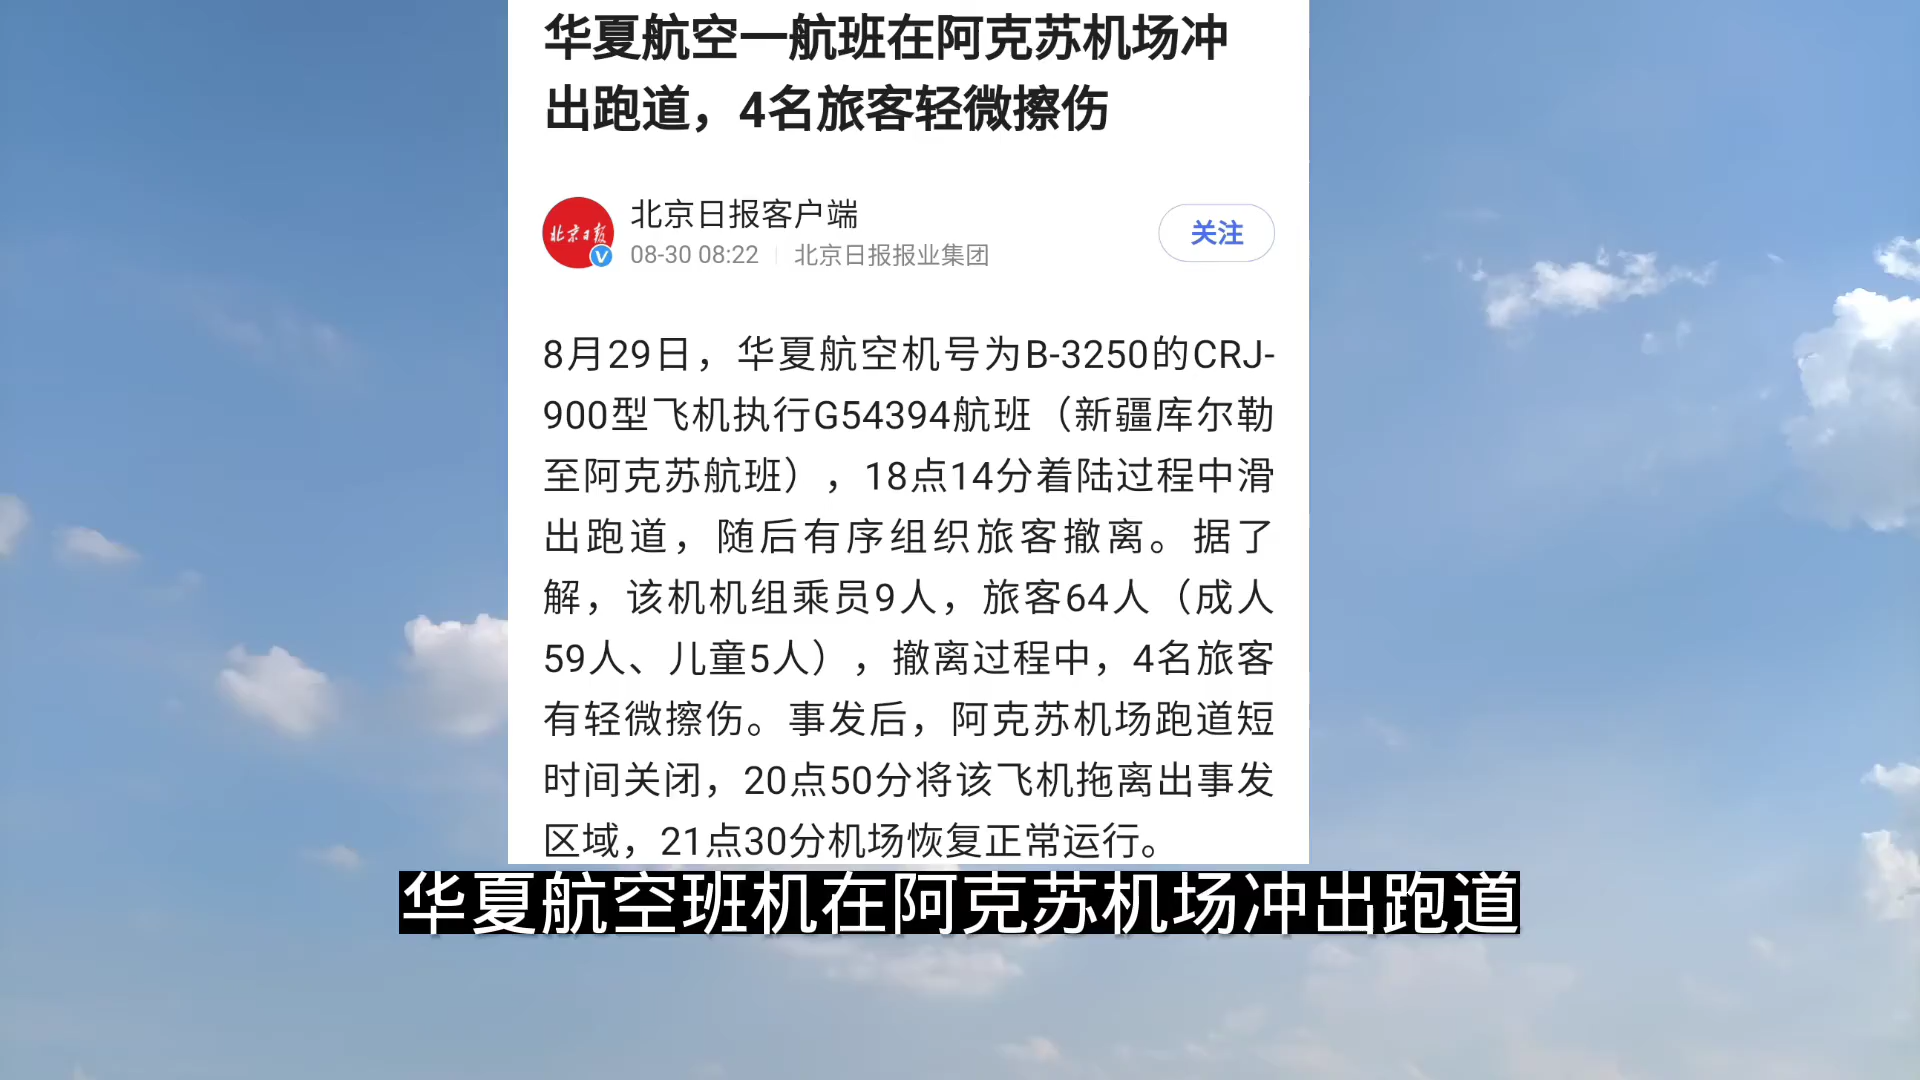 华夏航空一航班在阿克苏机场冲
出跑道，4名旅客轻微擦伤
北京日报
北京日报客户端
08-30 08:22 北京日报报业集团
关注
8月29日，华夏航空机号为B-3250的CRJ-
900型飞机执行G54394航班（新疆库尔勒
至阿克苏航班），18点14分着陆过程中滑
出跑道，随后有序组织旅客撤离。据了
解，该机机组乘员9人，旅客64人（成人
59人、儿童5人），撤离过程中，4名旅客
有轻微擦伤。事发后，阿克苏机场跑道短
时间关闭，20点50分将该飞机拖离出事发
区域，21点30分机场恢复正常运行。
华夏航空班机在阿克苏机场冲出跑道